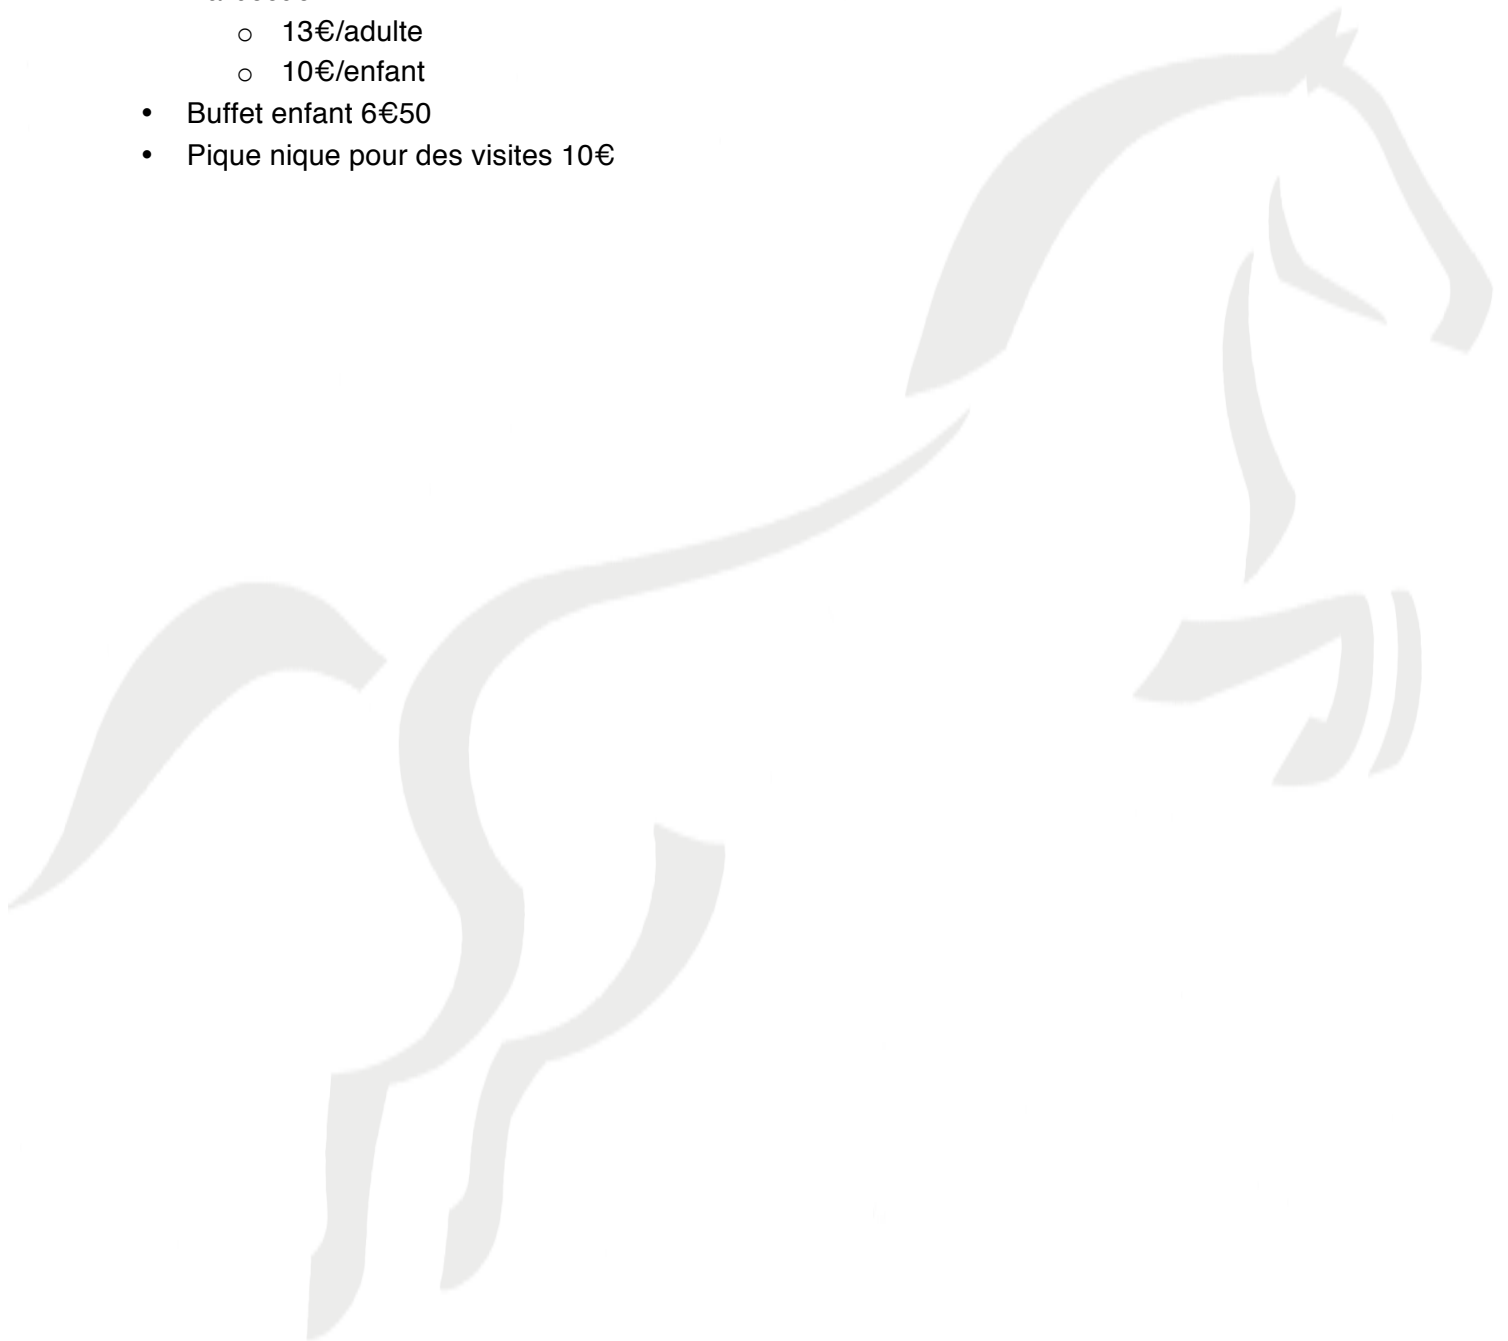 o 13€/adulte
o 10€/enfant
• Buffet enfant 6€50
• Pique nique pour des visites 10€